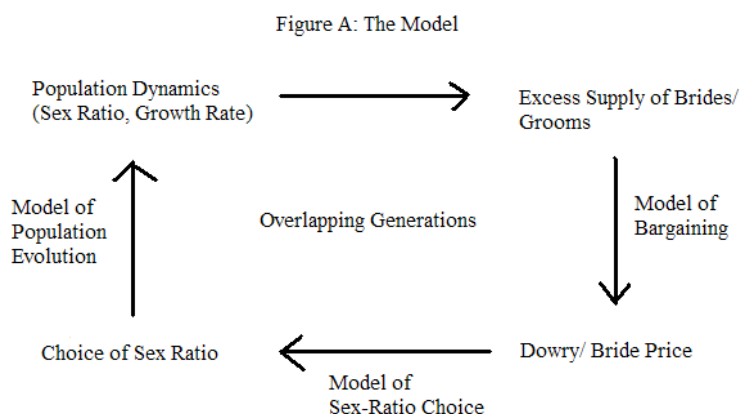 Figure A: The Model
Population Dynamics
(Sex Ratio, Growth Rate)
Excess Supply of Brides/
Grooms
Model of
Population
Evolution
Overlapping Generations
Model of
Bargaining
Choice of Sex Ratio
Dowry/ Bride Price
Model of
Sex-Ratio Choice